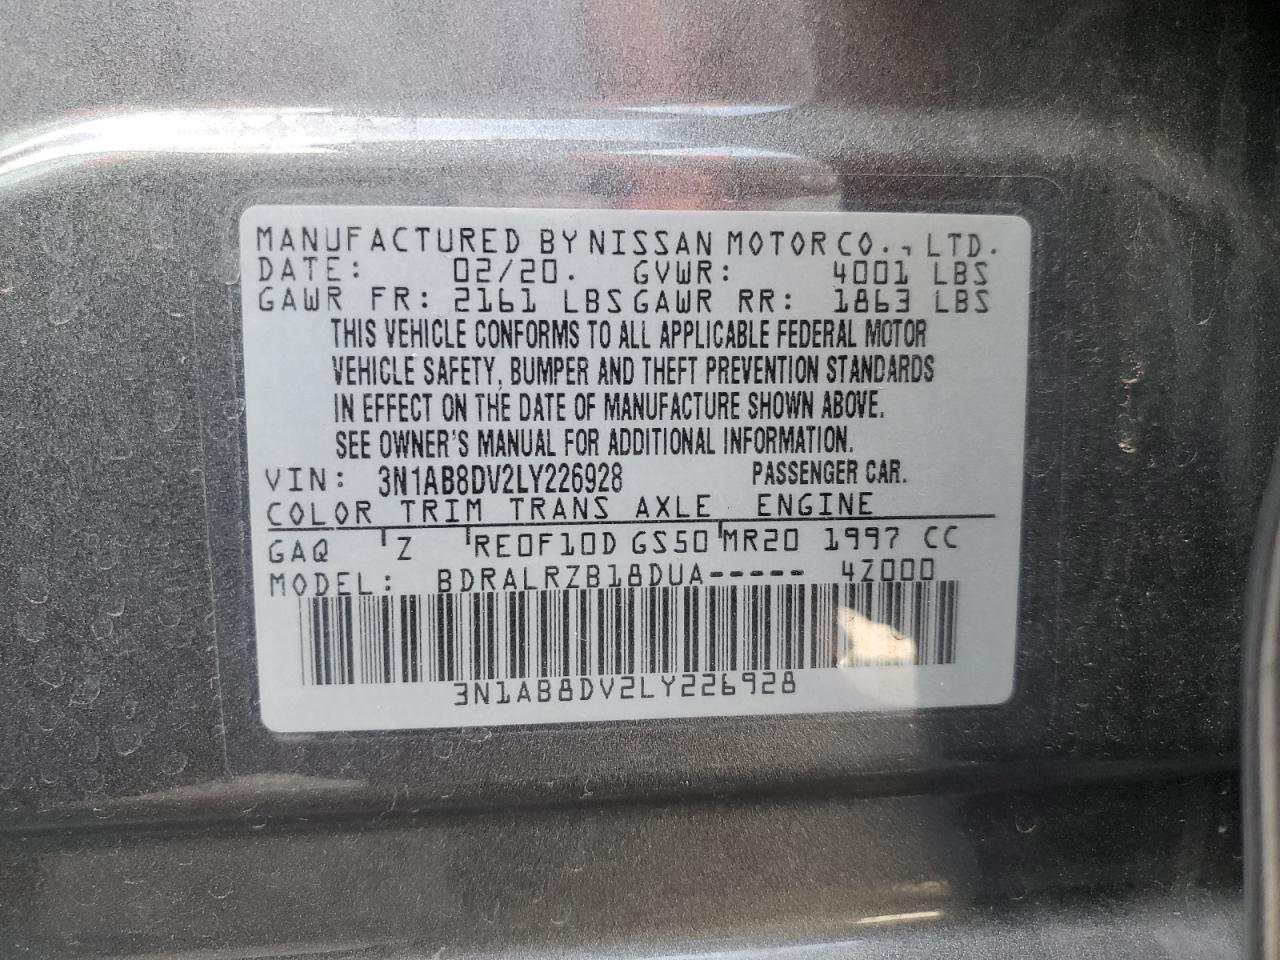 MANUFACTURED BY NISSAN MOTOR CO., LTD.
DATE: 02/20. GVWR: 4001 LBS
GAWR FR: 2161 LBS GAWR RR: 1863 LBS
THIS VEHICLE CONFORMS TO ALL APPLICABLE FEDERAL MOTOR
VEHICLE SAFETY, BUMPER AND THEFT PREVENTION STANDARDS
IN EFFECT ON THE DATE OF MANUFACTURE SHOWN ABOVE.
SEE OWNER'S MANUAL FOR ADDITIONAL INFORMATION.
VIN: 3N1AB8DV2LY226928 PASSENGER CAR.
COLOR TRIM TRANS AXLE ENGINE
GAQ Z RE0F10D GS50 MR20 1997 CC
MODEL: BDRALRZB18DUA----- 4Z000
3N1AB8DV2LY226928